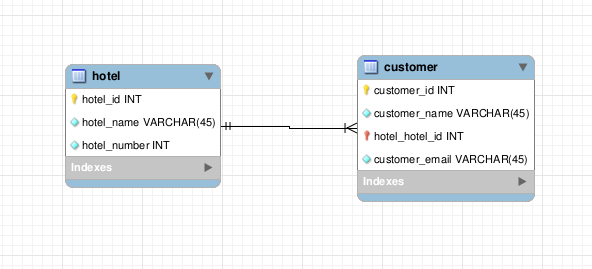 hotel
hotel_id INT
hotel_name VARCHAR(45)
hotel_number INT
Indexes
customer
customer_id INT
customer_name VARCHAR(45)
hotel_hotel_id INT
customer_email VARCHAR(45)
Indexes